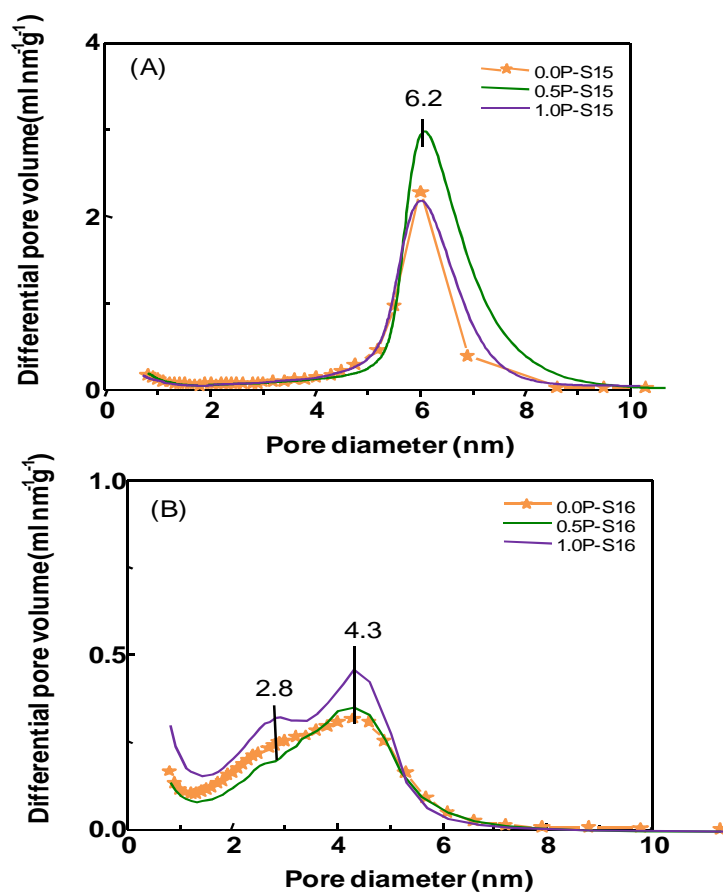 (A)
0.0P-S15
0.5P-S15
1.0P-S15
6.2
Differential pore volume(ml nm-1g-1)
4
2
0
0 2 4 6 8 10
Pore diameter (nm)
(B)
0.0P-S16
0.5P-S16
1.0P-S16
4.3
2.8
Differential pore volume(ml nm-1g-1)
1.0
0.5
0.0
0 2 4 6 8 10
Pore diameter (nm)